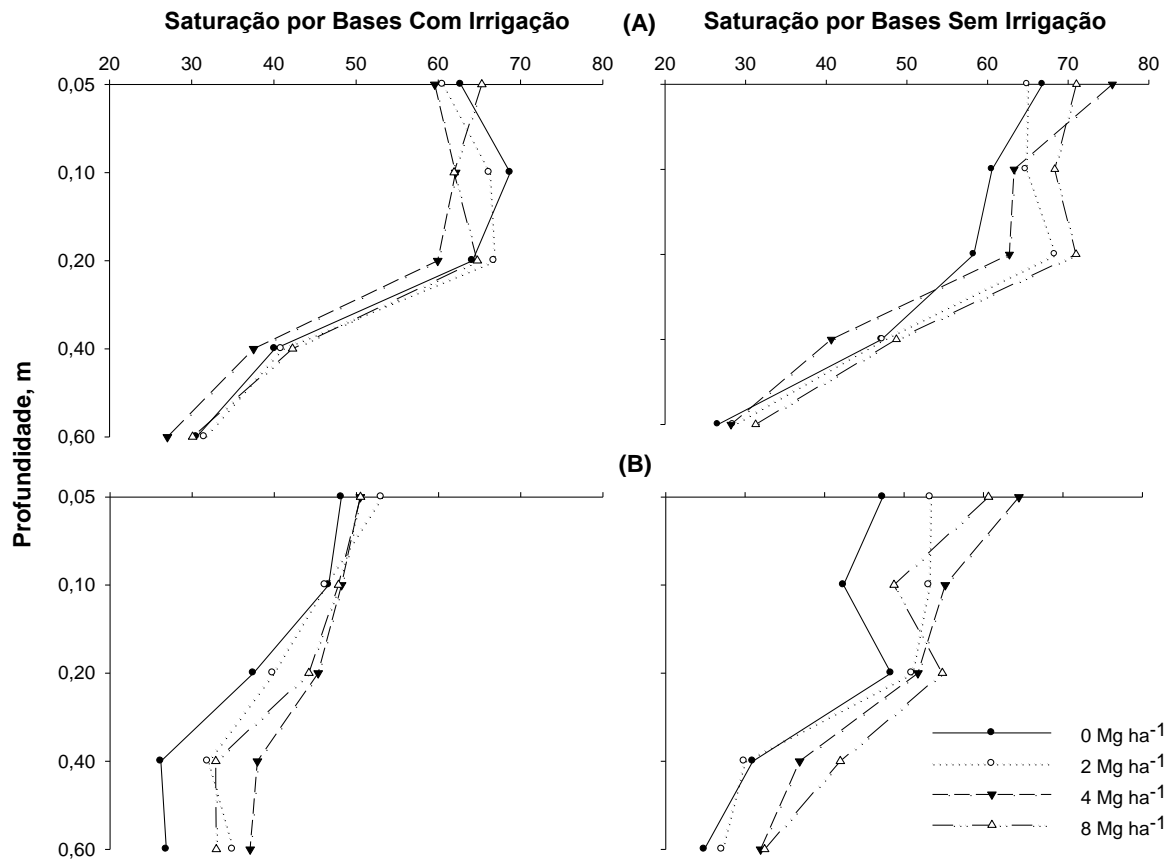 Saturação por Bases Com Irrigação
(A)
Saturação por Bases Sem Irrigação
20 30 40 50 60 70 80
20 30 40 50 60 70 80
0,05
0,10
0,20
0,40
0,60
Profundidade, m
(B)
0,05
0,10
0,20
0,40
0,60
0 Mg ha-1
2 Mg ha-1
4 Mg ha-1
8 Mg ha-1